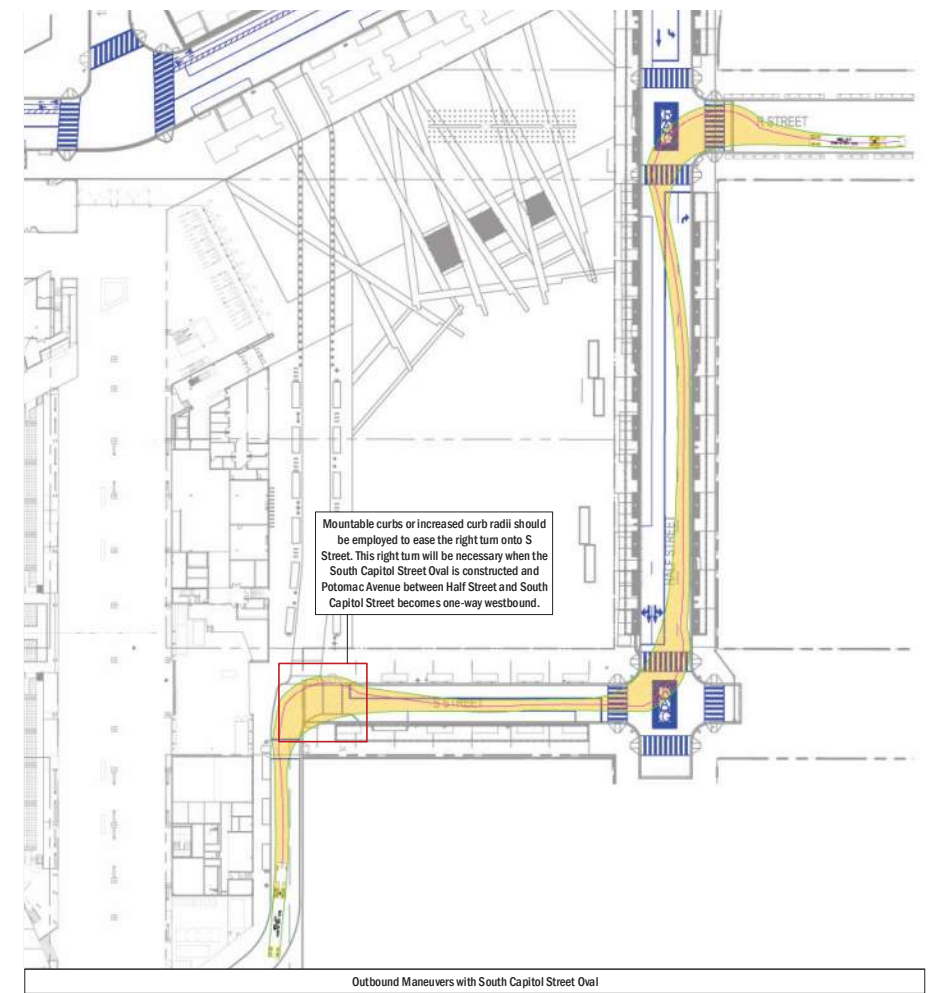 R STREET
HALF STREET
Mountable curbs or increased curb radii should
be employed to ease the right turn onto S
Street. This right turn will be necessary when the
South Capitol Street Oval is constructed and
Potomac Avenue between Half Street and South
Capitol Street becomes one-way westbound.
S STREET
Outbound Maneuvers with South Capitol Street Oval